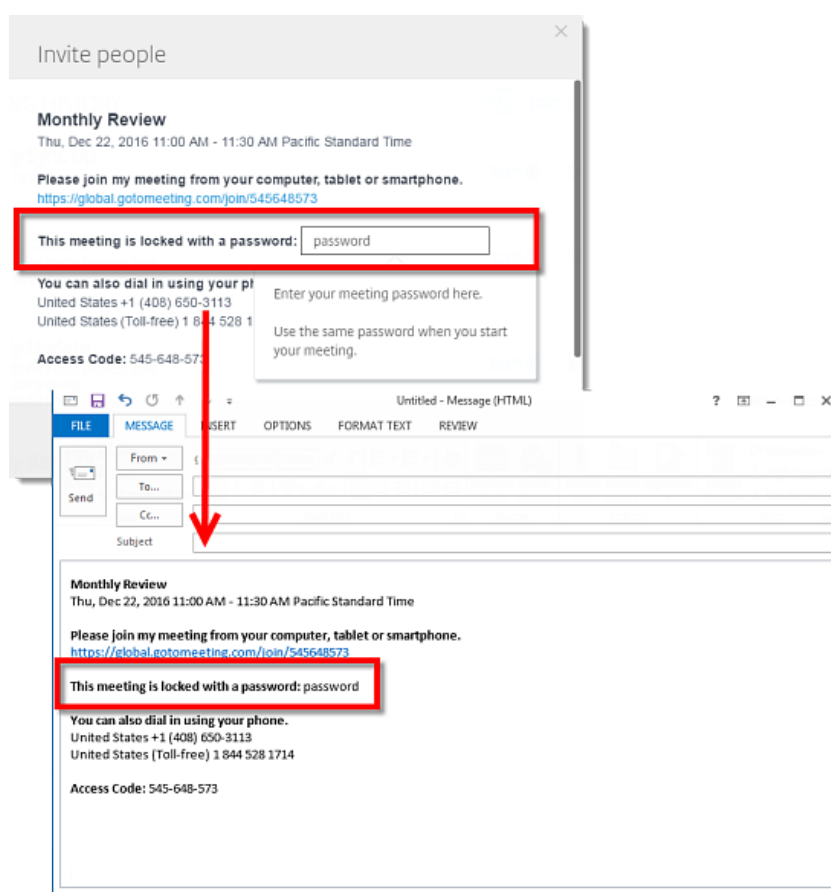 Invite people
Monthly Review
Thu, Dec 22, 2016 11:00 AM - 11:30 AM Pacific Standard Time
Please join my meeting from your computer, tablet or smartphone.
https://global.gotomeeting.com/join/545648573
This meeting is locked with a password: password
You can also dial in using your ph
United States +1 (408) 650-3113
United States (Toll-free) 1 844 528 1
Access Code: 545-648-573
Enter your meeting password here.
Use the same password when you start
your meeting.
Untitled - Message (HTML)
FILE MESSAGE INSERT OPTIONS FORMAT TEXT REVIEW
From
Send
To...
Cc...
Subject
Monthly Review
Thu, Dec 22, 2016 11:00 AM - 11:30 AM Pacific Standard Time
Please join my meeting from your computer, tablet or smartphone.
https://global.gotomeeting.com/join/545648573
This meeting is locked with a password: password
You can also dial in using your phone.
United States +1 (408) 650-3113
United States (Toll-free) 1 844 528 1714
Access Code: 545-648-573